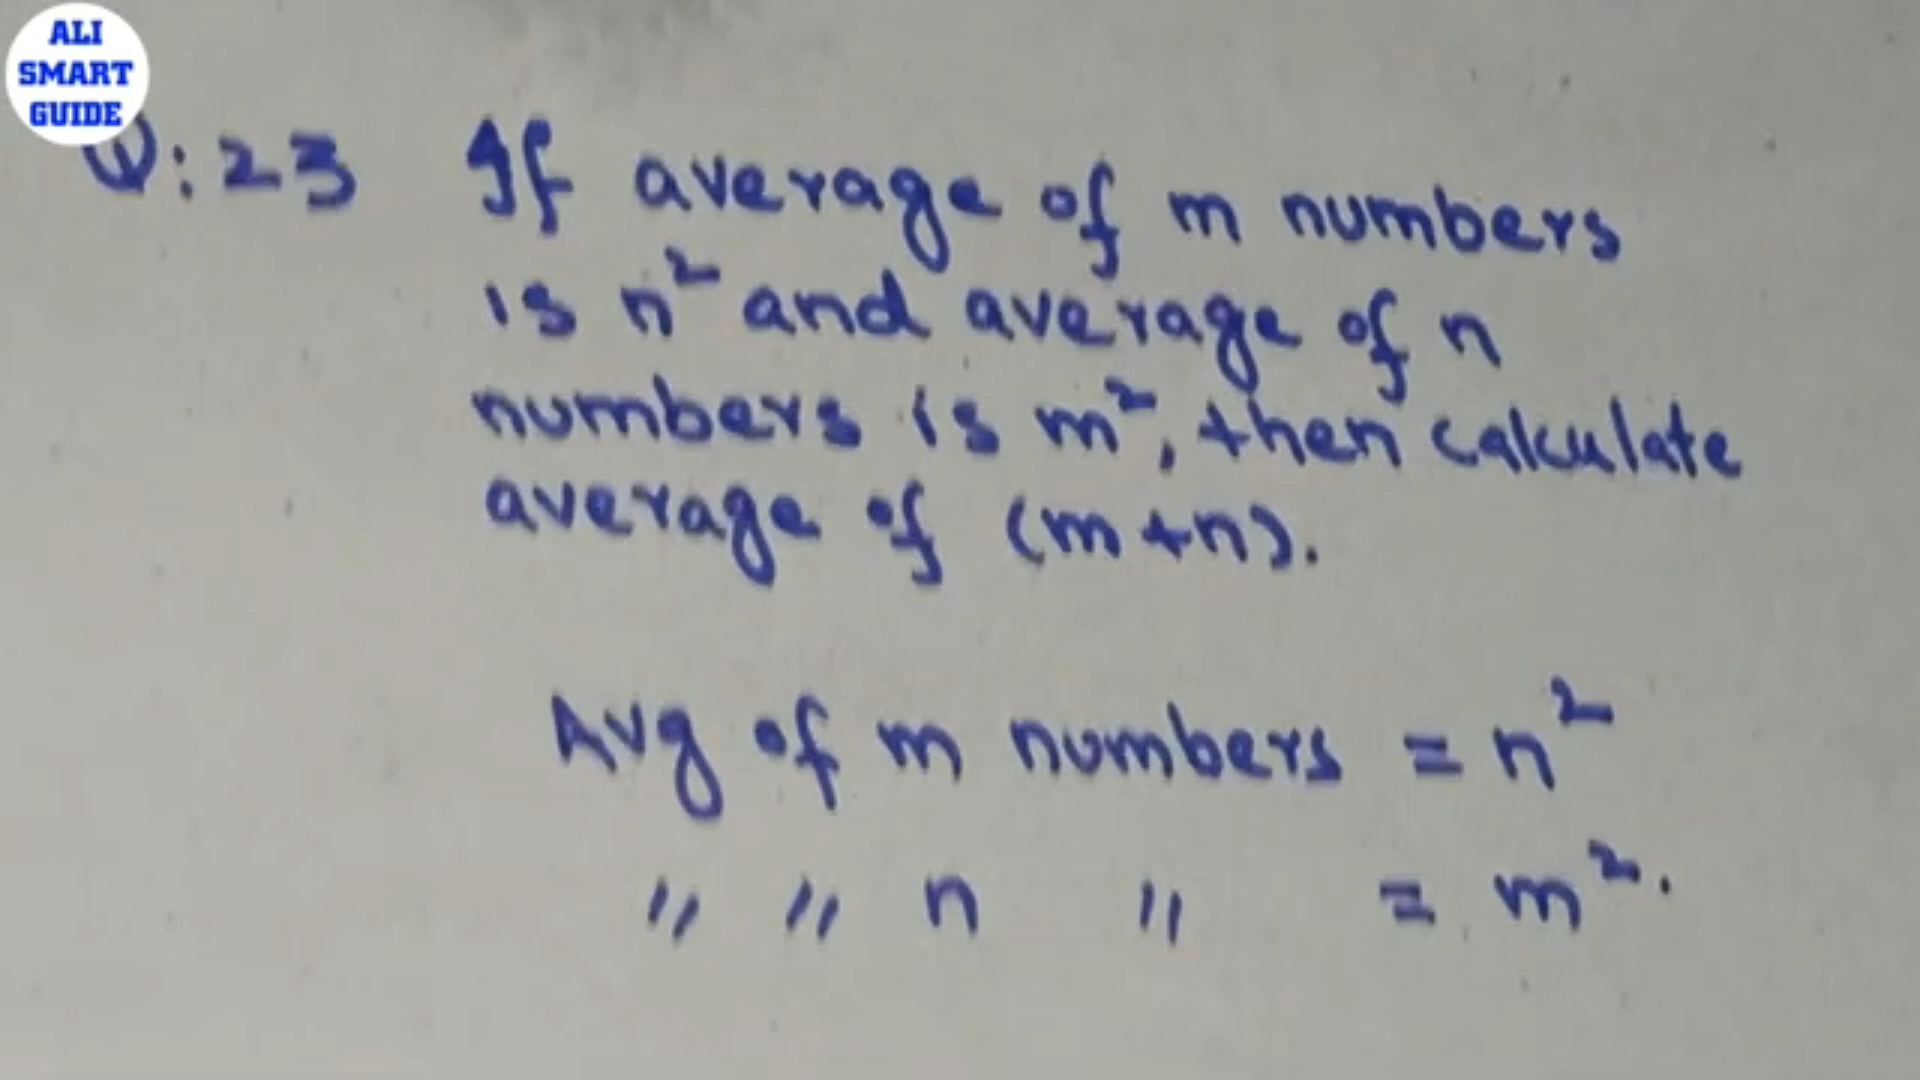 ALI
SMART
GUIDE
Q: 23 If average of m numbers
is n² and average of n
numbers is m², then calculate
average of (m+n).
Avg of m numbers = n²
" " n " = m².